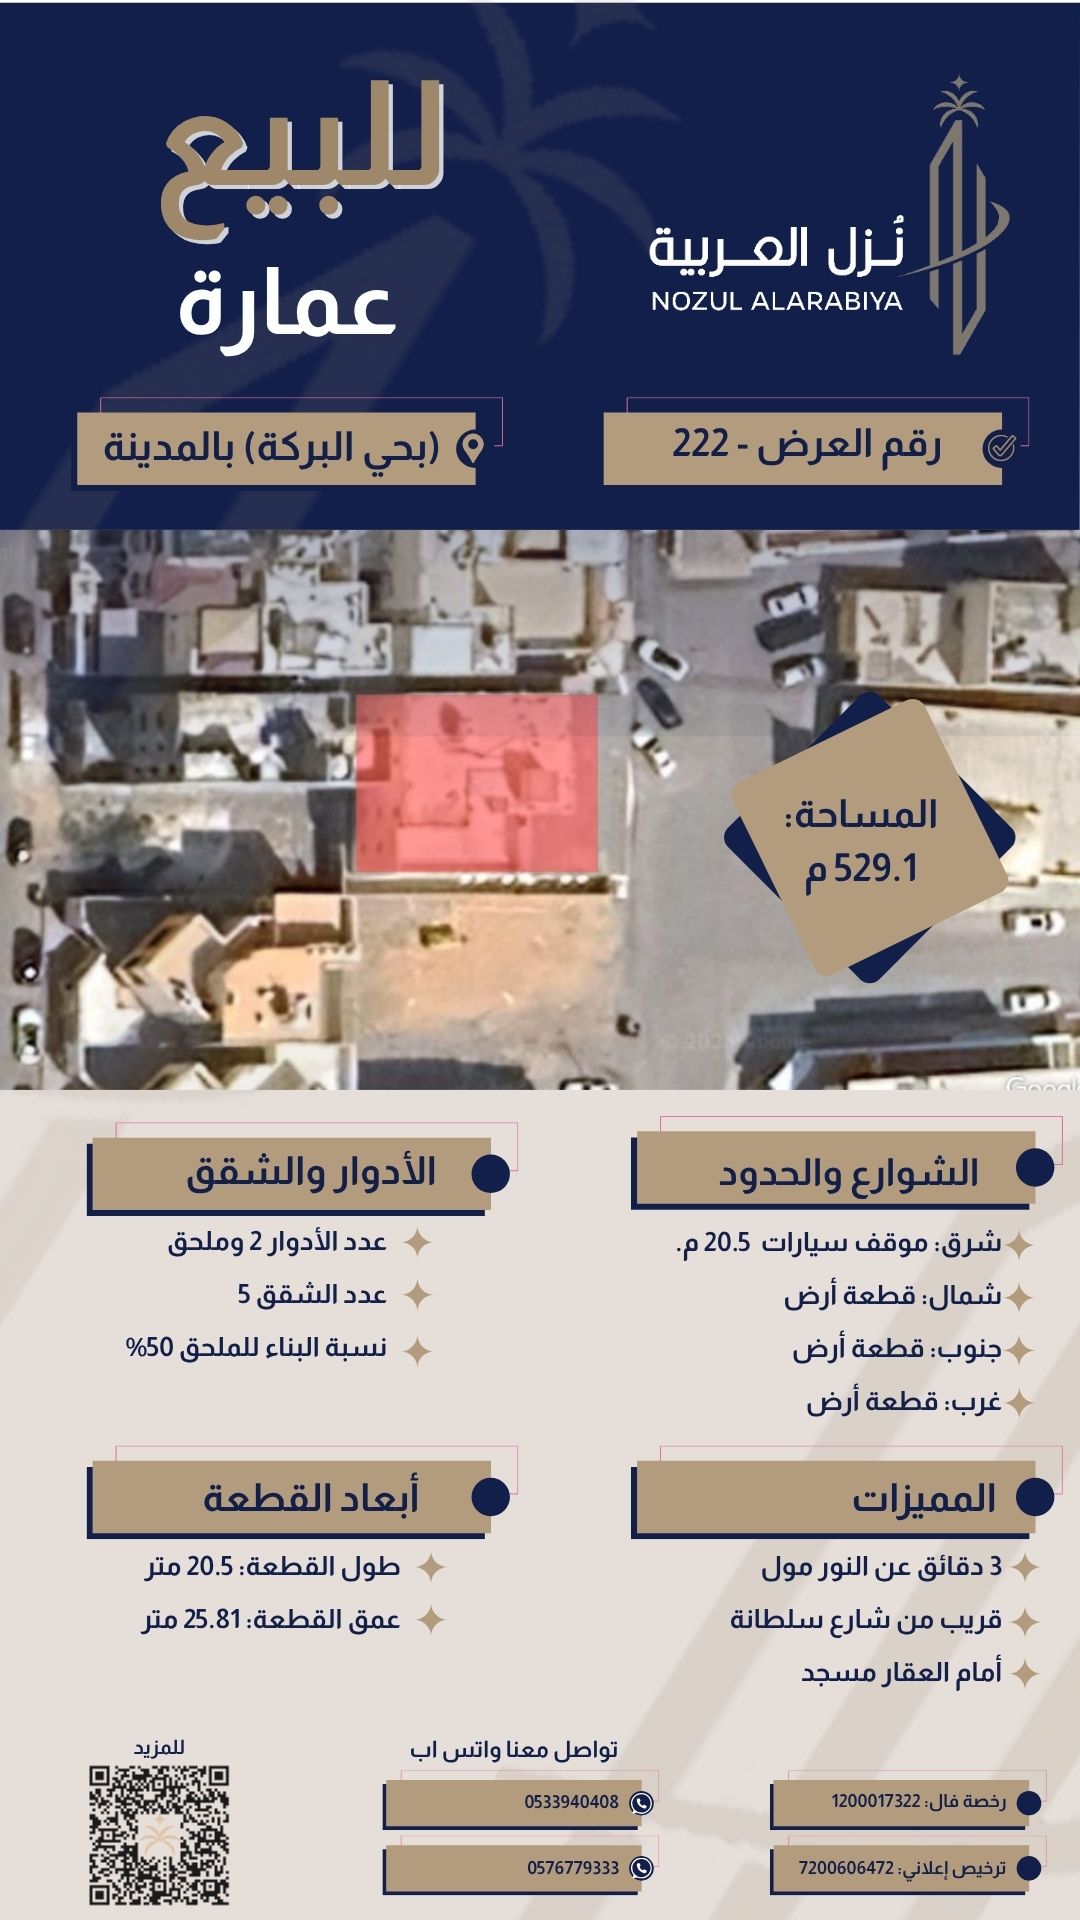 للبيع
عمارة
نُزل العربية
NOZUL ALARABIYA
رقم العرض - 222
(بحي البركة) بالمدينة
المساحة:
529.1 م
الشوارع والحدود
شرق: موقف سيارات 20.5 م.
شمال: قطعة أرض
جنوب: قطعة أرض
غرب: قطعة أرض
الأدوار والشقق
عدد الأدوار 2 وملحق
عدد الشقق 5
نسبة البناء للملحق 50%
المميزات
3 دقائق عن النور مول
قريب من شارع سلطانة
أمام العقار مسجد
أبعاد القطعة
طول القطعة: 20.5 متر
عمق القطعة: 25.81 متر
رخصة فال: 1200017322
ترخيص إعلاني: 7200606472
تواصل معنا واتس اب
0533940408
0576779333
للمزيد